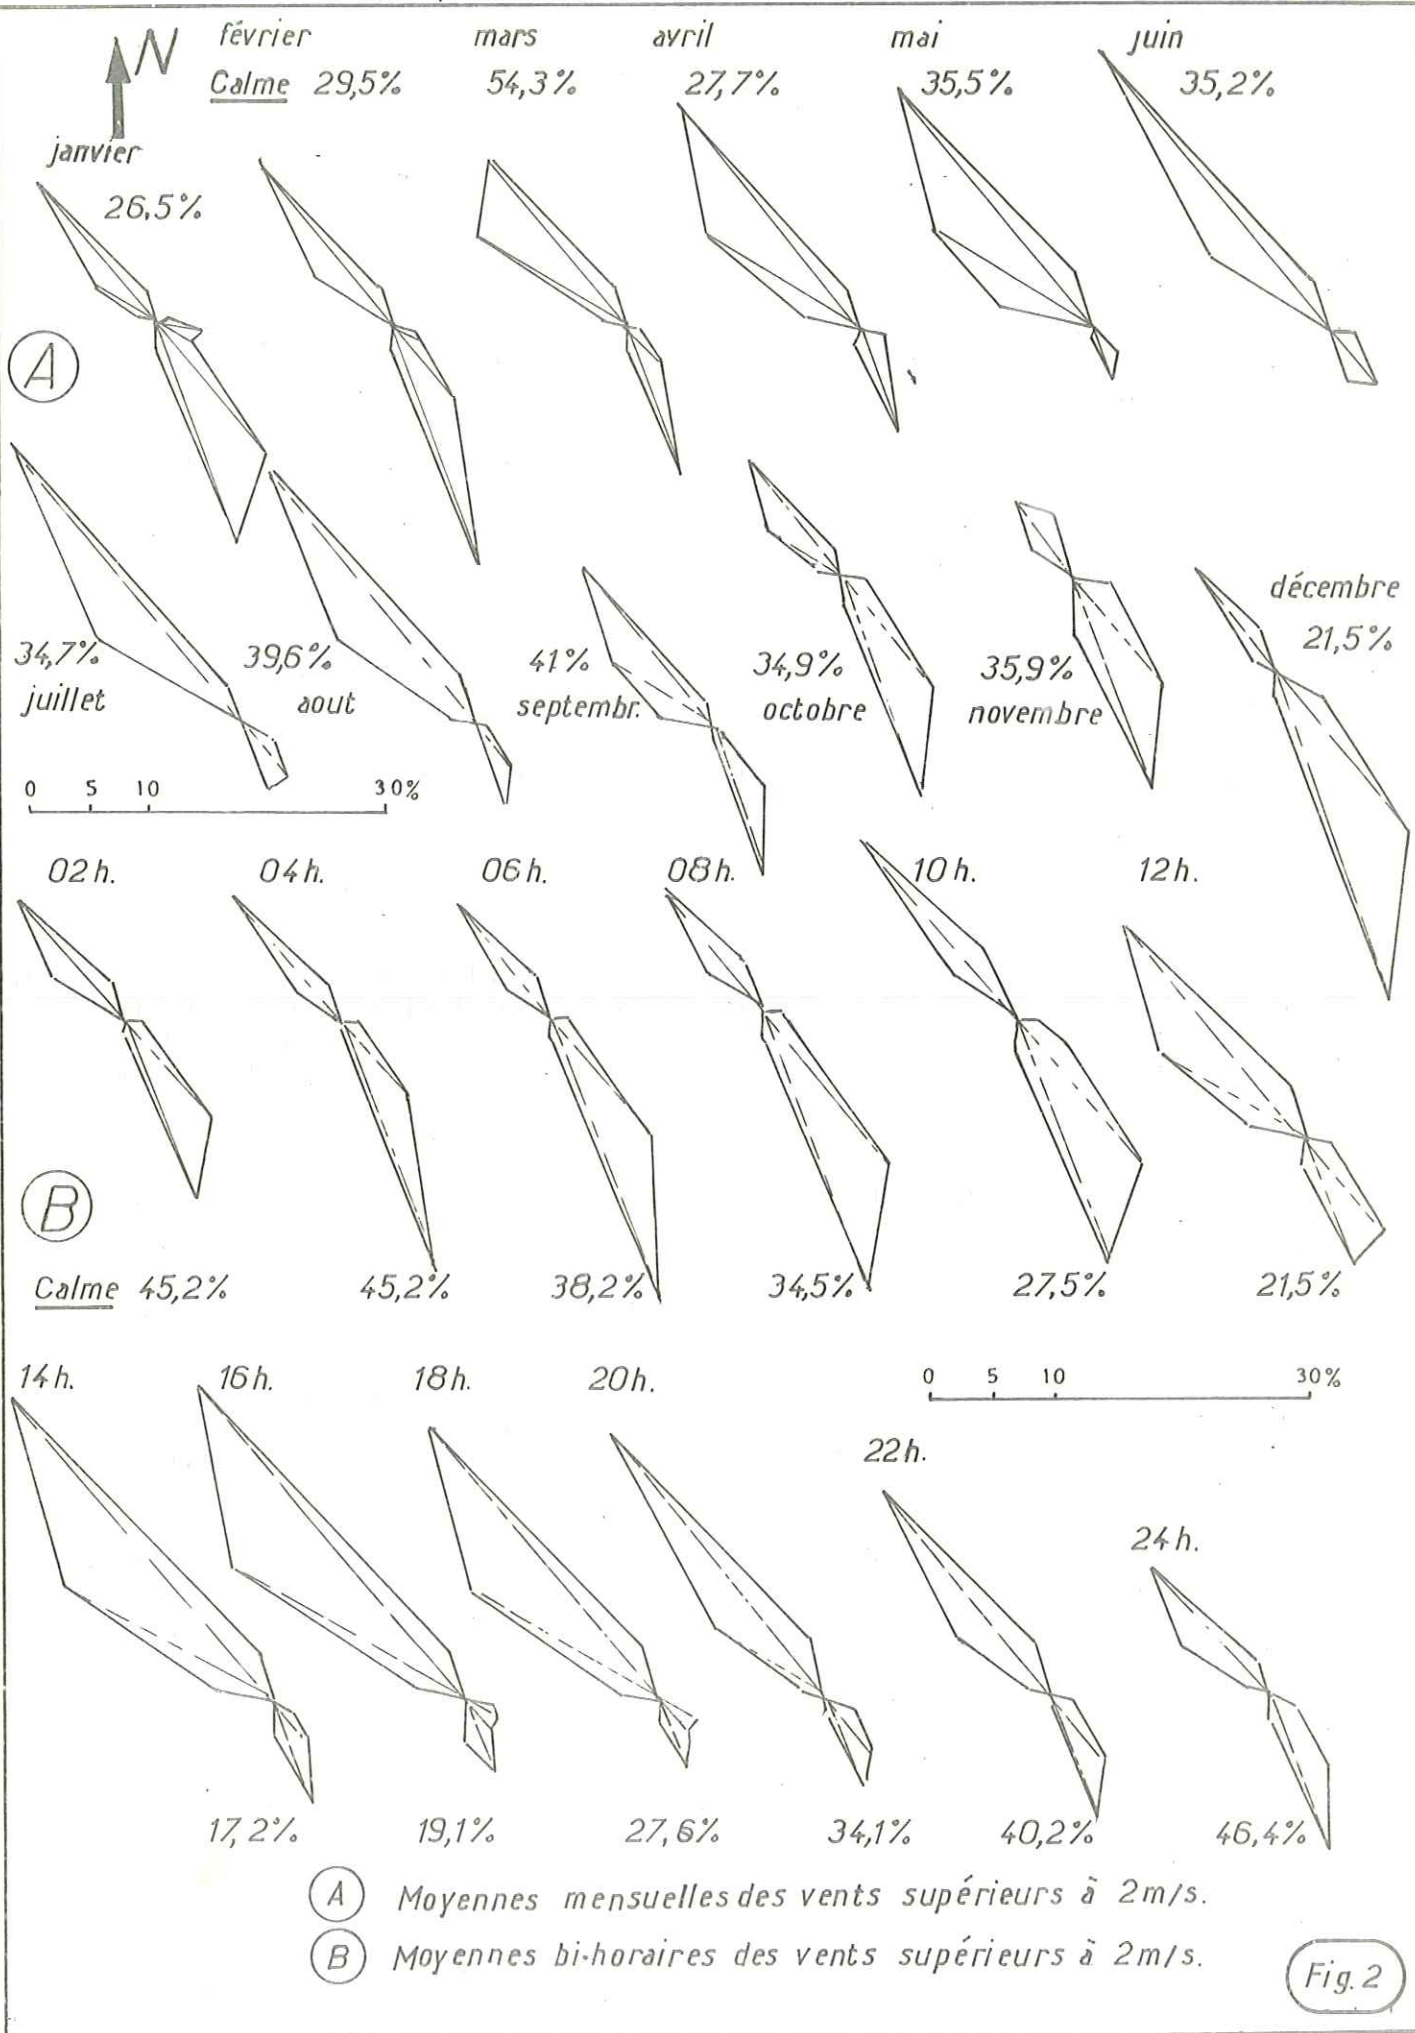 N
février mars avril mai juin
Calme 29,5% 54,3% 27,7% 35,5% 35,2%
janvier
26,5%
A
décembre
21,5%
34,7% 39,6% 41% 34,9% 35,9%
juillet aout septembr. octobre novembre
0 5 10 30%
02h. 04h. 06h. 08h. 10h. 12h.
B
Calme 45,2% 45,2% 38,2% 34,5% 27,5% 21,5%
14h. 16h. 18h. 20h.
0 5 10 30%
22h.
24h.
17,2% 19,1% 27,6% 34,1% 40,2% 46,4%
A Moyennes mensuelles des vents supérieurs à 2m/s.
B Moyennes bi-horaires des vents supérieurs à 2m/s.
Fig. 2